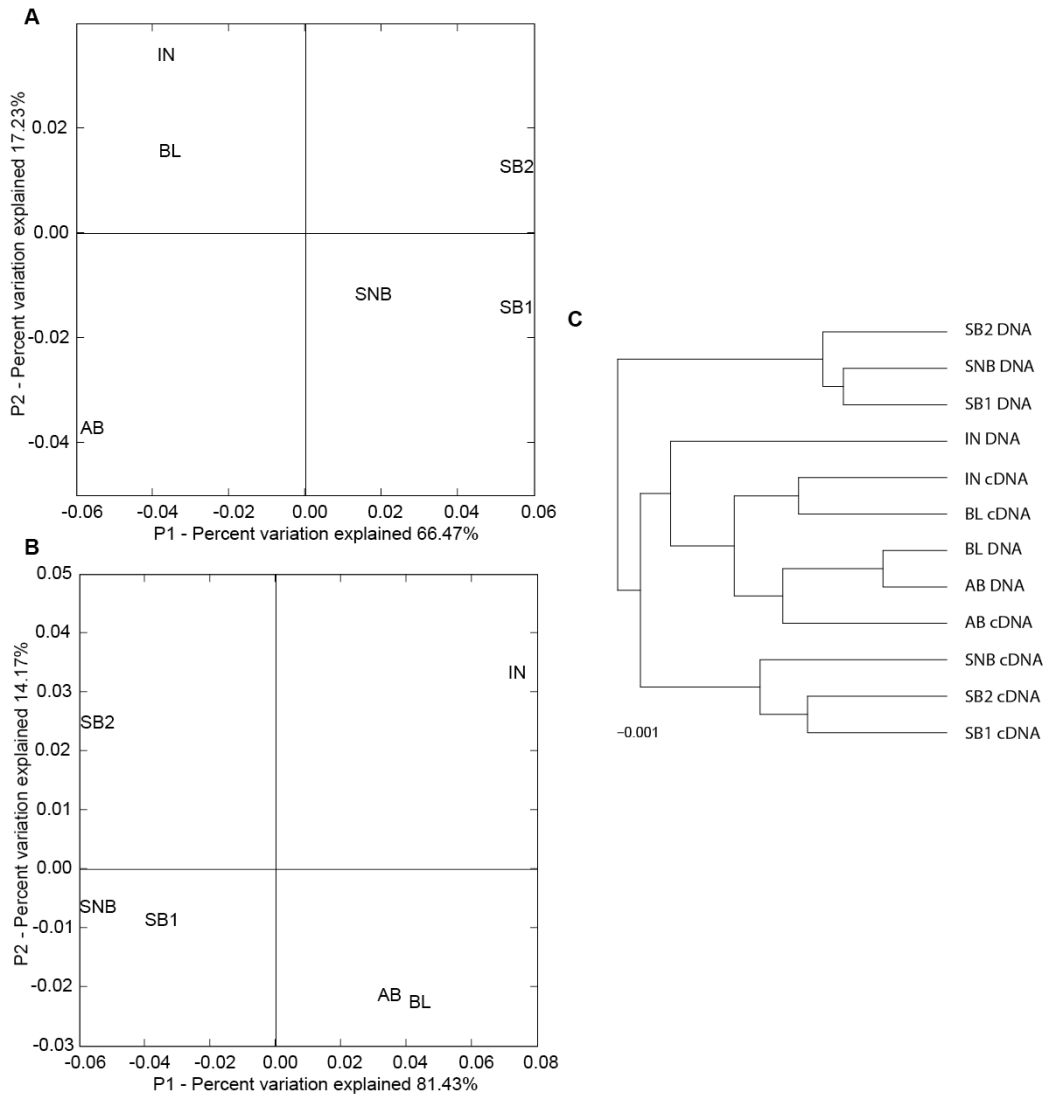 A
IN
BL
SB2
SNB
SB1
AB
0.02
0.00
-0.02
-0.04
P2 - Percent variation explained 17.23%
-0.06 -0.04 -0.02 0.00 0.02 0.04 0.06
P1 - Percent variation explained 66.47%
B
0.05
0.04
0.03
0.02
0.01
0.00
-0.01
-0.02
-0.03
P2 - Percent variation explained 14.17%
IN
SB2
SNB
SB1
AB
BL
-0.06 -0.04 -0.02 0.00 0.02 0.04 0.06 0.08
P1 - Percent variation explained 81.43%
C
SB2 DNA
SNB DNA
SB1 DNA
IN DNA
IN cDNA
BL cDNA
BL DNA
AB DNA
AB cDNA
SNB cDNA
SB2 cDNA
SB1 cDNA
−0.001